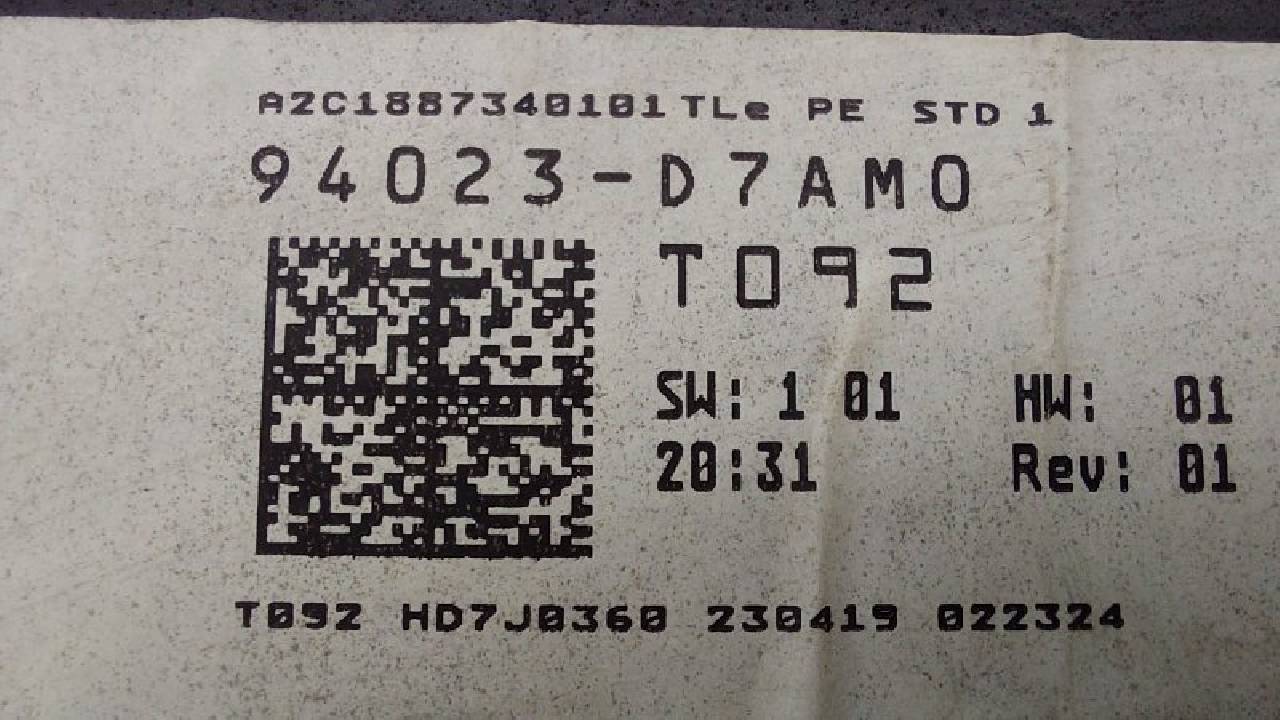 A2C1887340101 TLe PE STD 1
94023-D7AM0
T092
SW: 1 01 HW: 01
20:31 Rev: 01
T092 HD7J0360 230419 022324